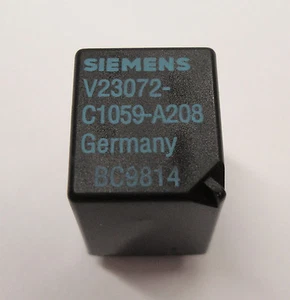 SIEMENS
V23072-
C1059-A208
Germany
BC9814